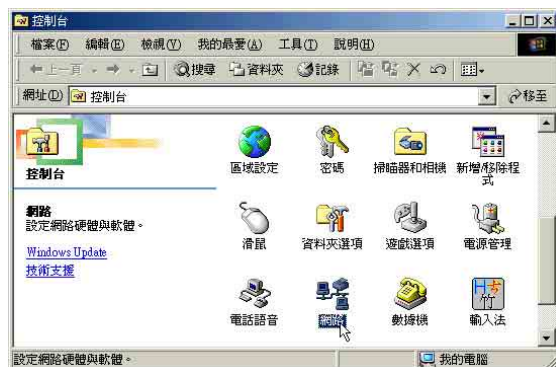 控制台
檔案(F) 編輯(E) 檢視(V) 我的最愛(A) 工具(T) 說明(H)
上一頁 搜尋 資料夾 記錄
網址(D) 控制台 移至
控制台
網路
設定網路硬體與軟體。
Windows Update
技術支援
區域設定 密碼 掃瞄器和相機 新增/移除程式
滑鼠 資料夾選項 遊戲選項 電源管理
電話語音 網路 數據機 輸入法
設定網路硬體與軟體。 我的電腦